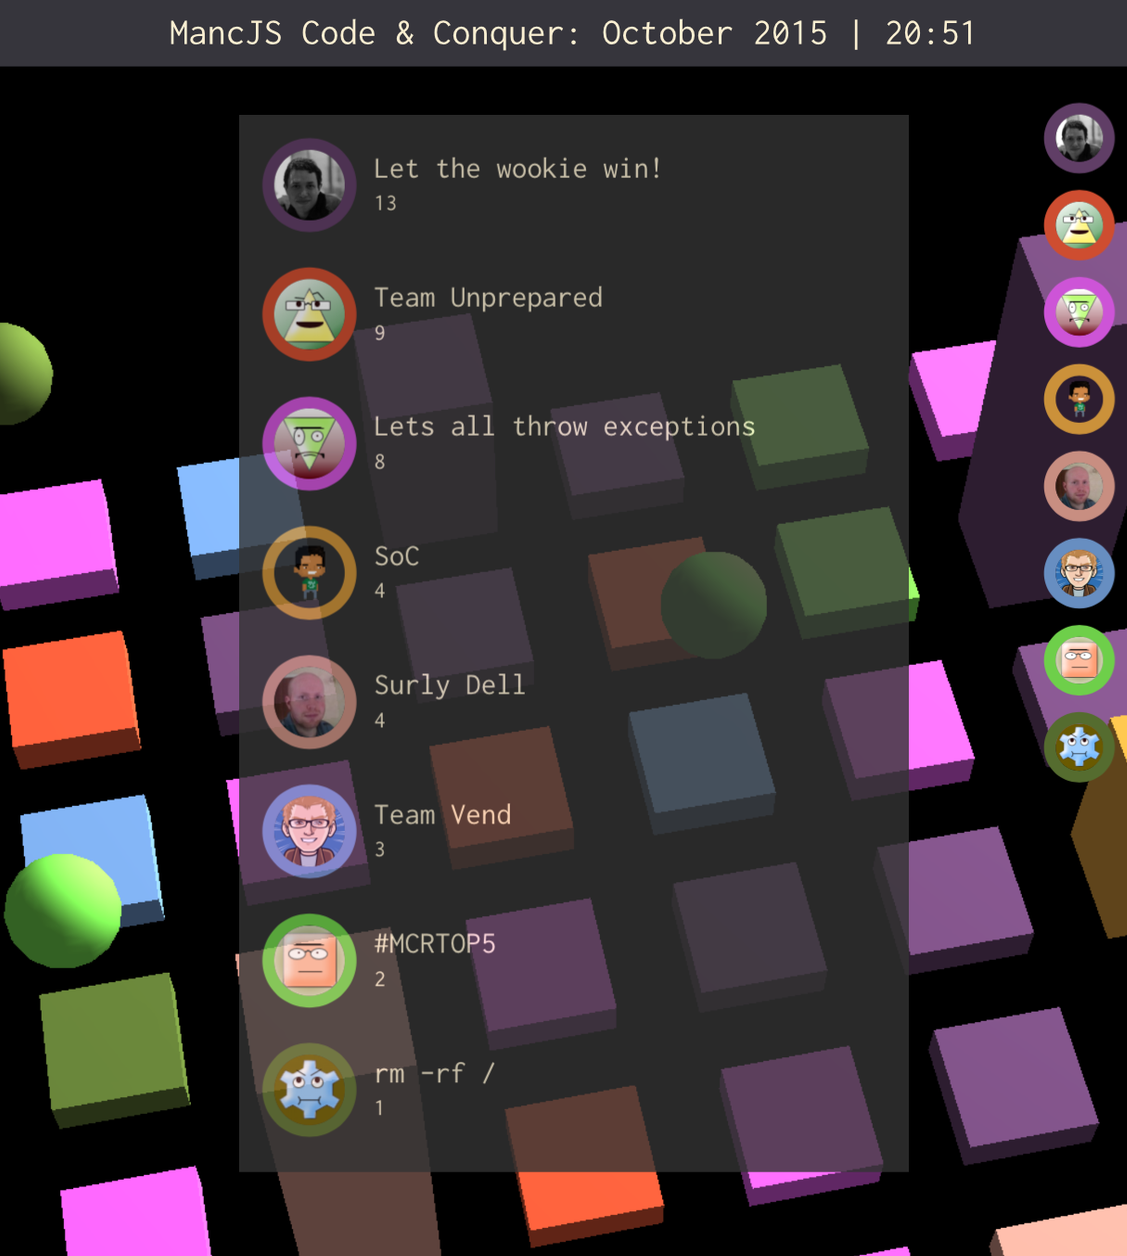 MancJS Code & Conquer: October 2015 | 20:51
Let the wookie win!
13
Team Unprepared
9
Lets all throw exceptions
8
SoC
4
Surly Dell
4
Team Vend
3
#MCRTOP5
2
rm -rf /
1